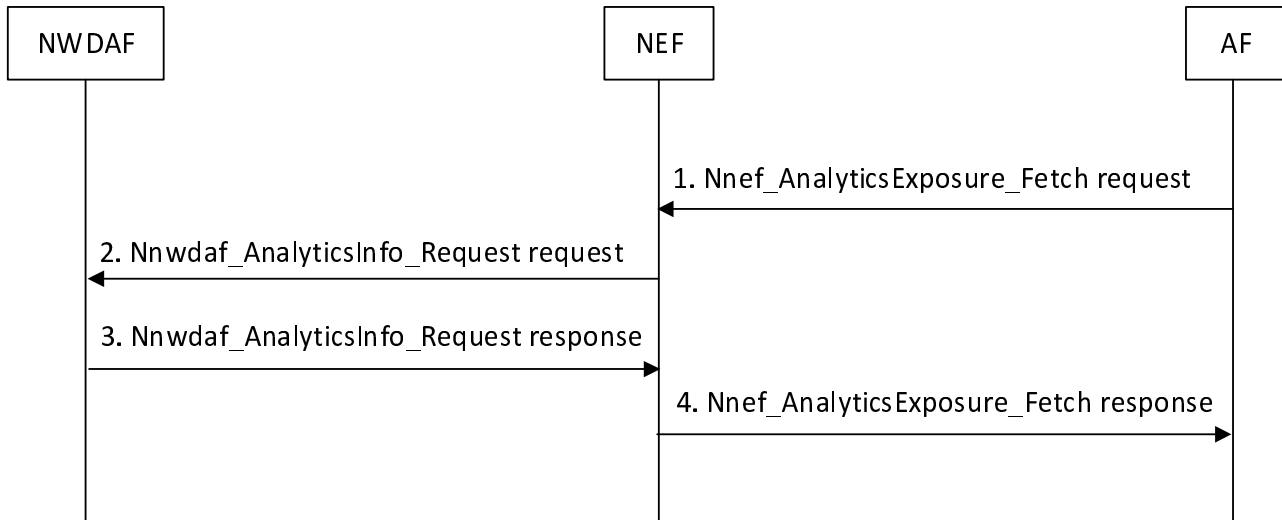 NWDAF
NEF
AF
1. Nnef_AnalyticsExposure_Fetch request
2. Nnwdaf_AnalyticsInfo_Request request
3. Nnwdaf_AnalyticsInfo_Request response
4. Nnef_AnalyticsExposure_Fetch response